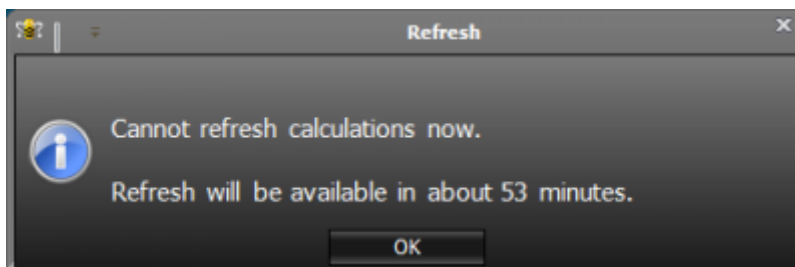 Refresh
Cannot refresh calculations now.
Refresh will be available in about 53 minutes.
OK